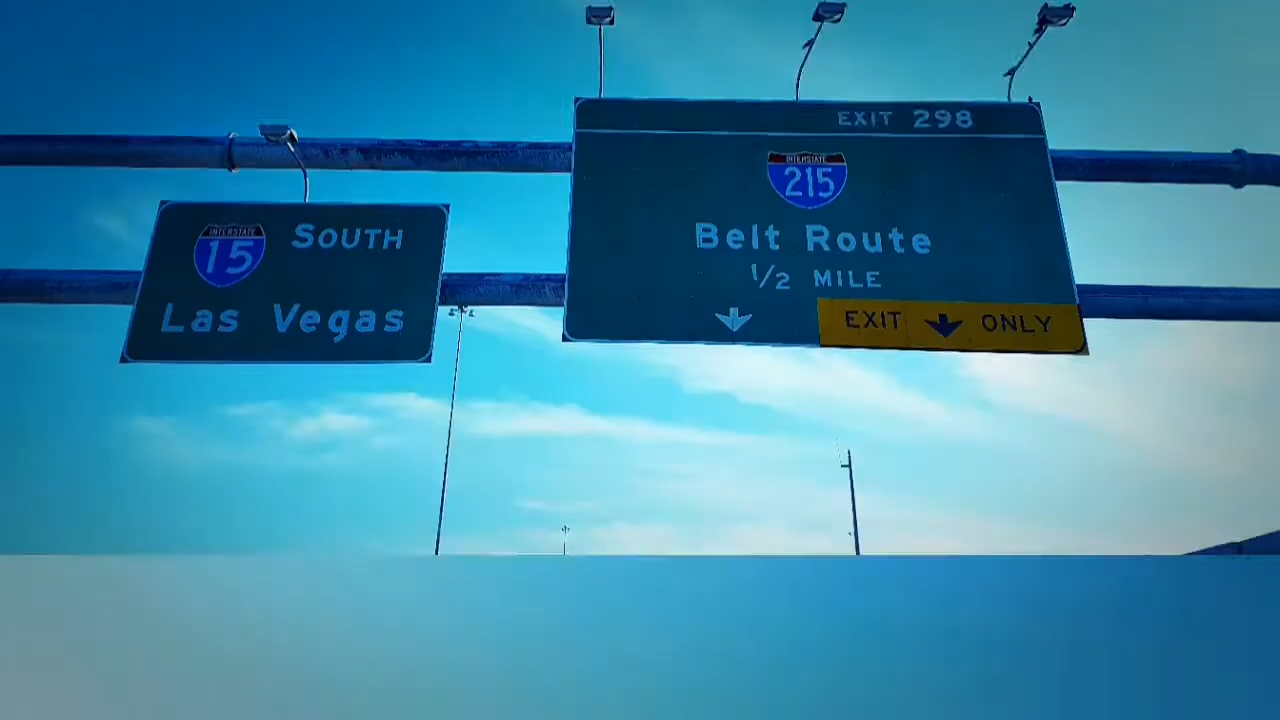 INTERSTATE
15
SOUTH
Las Vegas
EXIT 298
INTERSTATE
215
Belt Route
1/2 MILE
EXIT ONLY